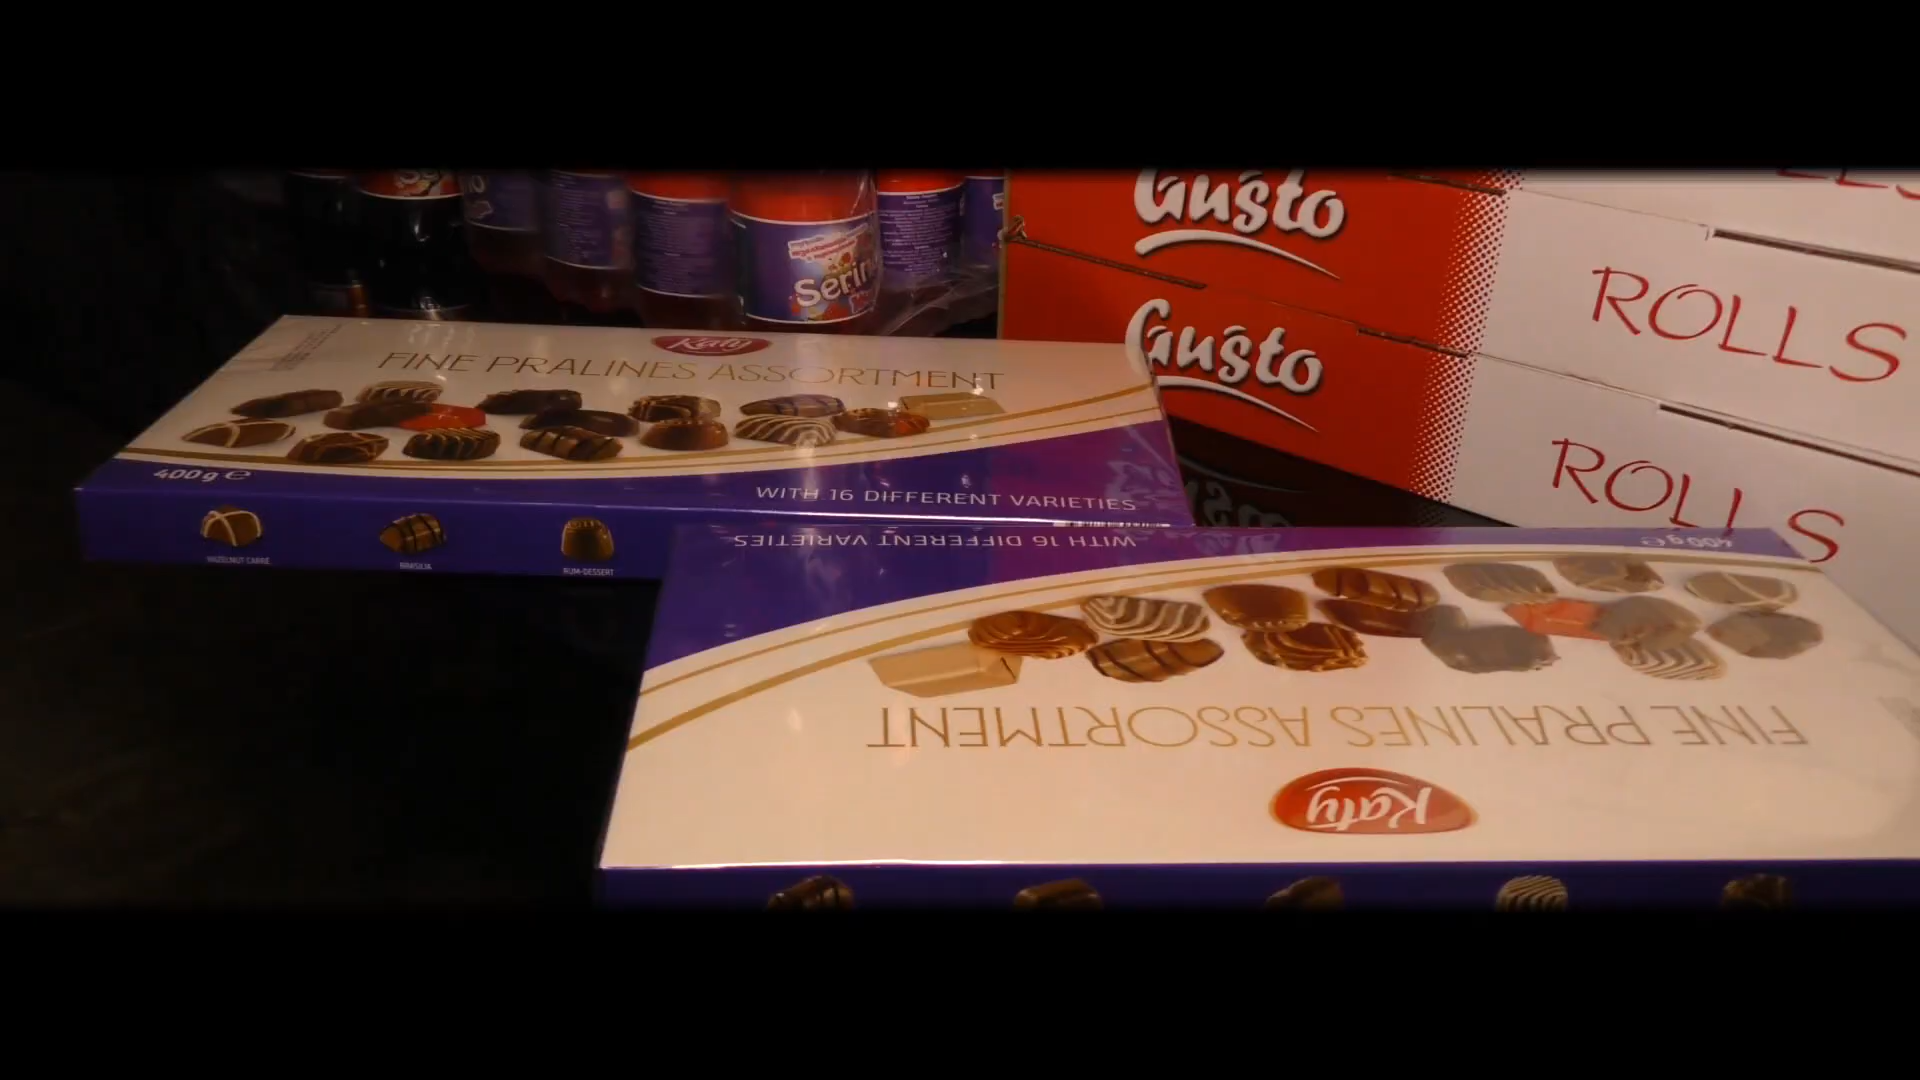 Gusto
ROLLS
Serin
Gusto
ROLLS
Katy
FINE PRALINES ASSORTMENT
400g e
WITH 16 DIFFERENT VARIETIES
HAZELNUT CARRÉ
BRASILIA
RUM-DESSERT
WITH 16 DIFFERENT VARIETIES
400g e
FINE PRALINES ASSORTMENT
Katy